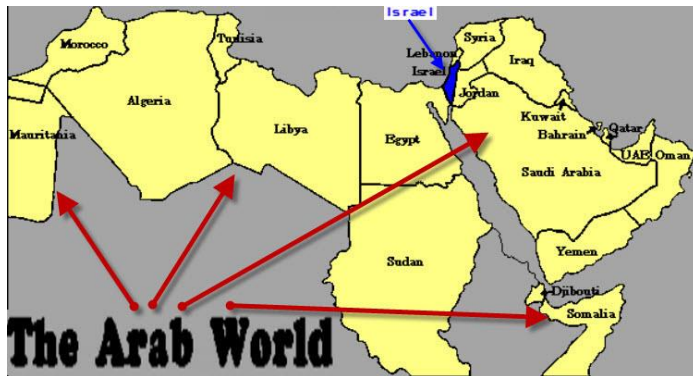 Israel
Morocco
Tunisia
Lebanon
Syria
Israel
Iraq
Jordan
Algeria
Mauritania
Libya
Egypt
Kuwait
Bahrain
Qatar
UAE
Oman
Saudi Arabia
Sudan
Yemen
Djibouti
Somalia
The Arab World